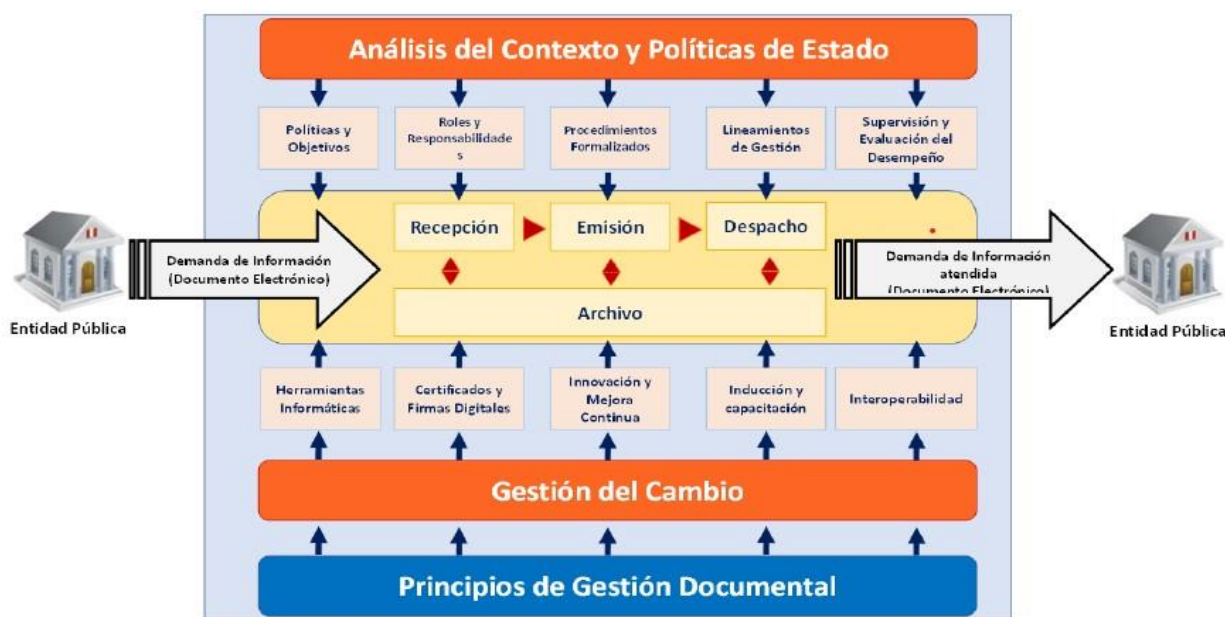 Análisis del Contexto y Políticas de Estado
Políticas y
Objetivos
Roles y
Responsabilidade
s
Procedimientos
Formalizados
Lineamientos
de Gestión
Supervisión y
Evaluación del
Desempeño
Recepción
Emisión
Despacho
Demanda de Información
(Documento Electrónico)
Demanda de Información
atendida
(Documento Electrónico)
Archivo
Entidad Pública
Entidad Pública
Herramientas
Informáticas
Certificados y
Firmas Digitales
Innovación y
Mejora
Continua
Inducción y
capacitación
Interoperabilidad
Gestión del Cambio
Principios de Gestión Documental